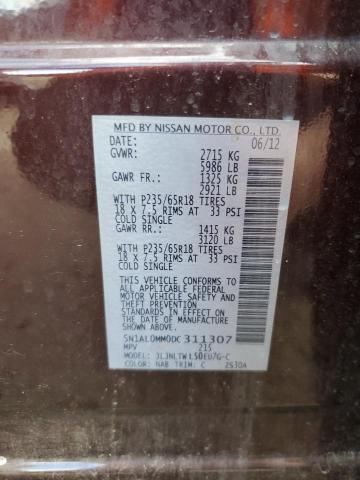 MFD BY NISSAN MOTOR CO., LTD.
DATE: 06/12
GVWR: 2715 KG
5986 LB
GAWR FR.: 1325 KG
2921 LB
WITH P235/65R18 TIRES
18 X 7.5 RIMS AT 33 PSI
COLD SINGLE
GAWR RR.: 1415 KG
3120 LB
WITH P235/65R18 TIRES
18 X 7.5 RIMS AT 33 PSI
COLD SINGLE
THIS VEHICLE CONFORMS TO
ALL APPLICABLE FEDERAL
MOTOR VEHICLE SAFETY
STANDARDS IN EFFECT ON THE
DATE OF MANUFACTURE
SHOWN ABOVE.
5N1AL0MM0DC 311307
MPV 215
MODEL: JLJNLTWL50EU7G-C
COLOR: NAB TRIM: C 2530A